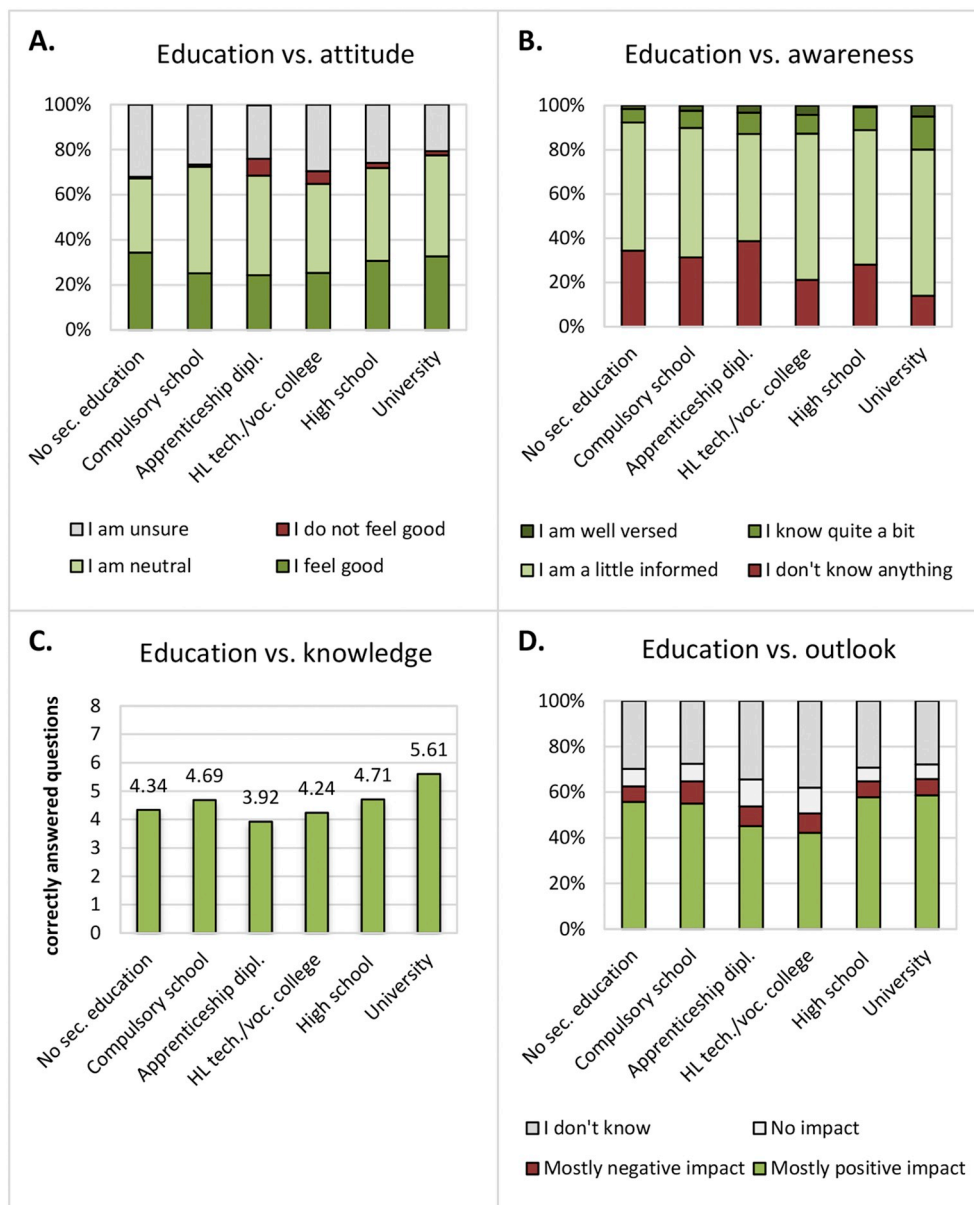 A.
Education vs. attitude
100%
80%
60%
40%
20%
0%
No sec. education
Compulsory school
Apprenticeship dipl.
HL tech./voc. college
High school
University
I am unsure
I do not feel good
I am neutral
I feel good
B.
Education vs. awareness
100%
80%
60%
40%
20%
0%
No sec. education
Compulsory school
Apprenticeship dipl.
HL tech./voc. college
High school
University
I am well versed
I know quite a bit
I am a little informed
I don't know anything
C.
Education vs. knowledge
correctly answered questions
8
7
6
5
4
3
2
1
0
4.34
4.69
3.92
4.24
4.71
5.61
No sec. education
Compulsory school
Apprenticeship dipl.
HL tech./voc. college
High school
University
D.
Education vs. outlook
100%
80%
60%
40%
20%
0%
No sec. education
Compulsory school
Apprenticeship dipl.
HL tech./voc. college
High school
University
I don't know
No impact
Mostly negative impact
Mostly positive impact